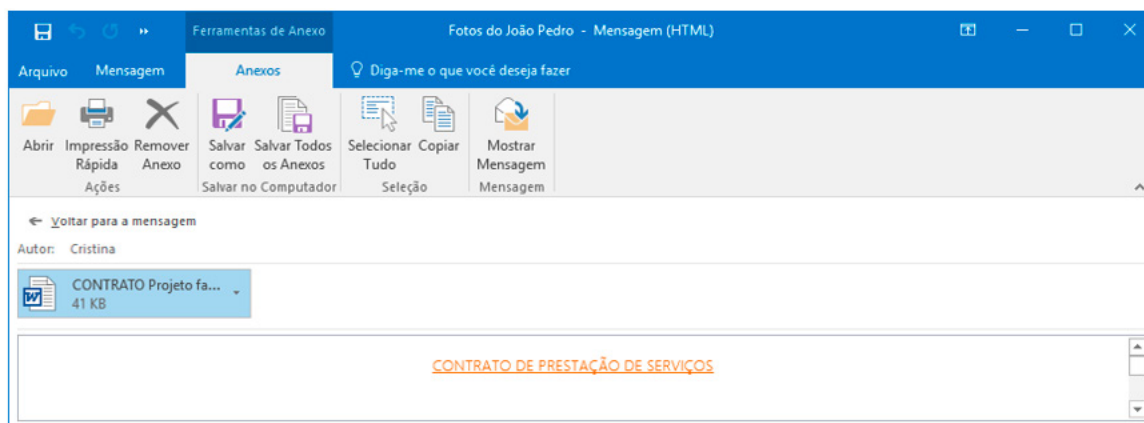 Ferramentas de Anexo
Fotos do João Pedro - Mensagem (HTML)
Arquivo Mensagem Anexos Diga-me o que você deseja fazer
Abrir Impressão Rápida Remover Anexo Salvar como Salvar Todos os Anexos Selecionar Tudo Copiar Mostrar Mensagem
Ações Salvar no Computador Seleção Mensagem
Voltar para a mensagem
Autor: Cristina
CONTRATO Projeto fa...
41 KB
CONTRATO DE PRESTAÇÃO DE SERVIÇOS